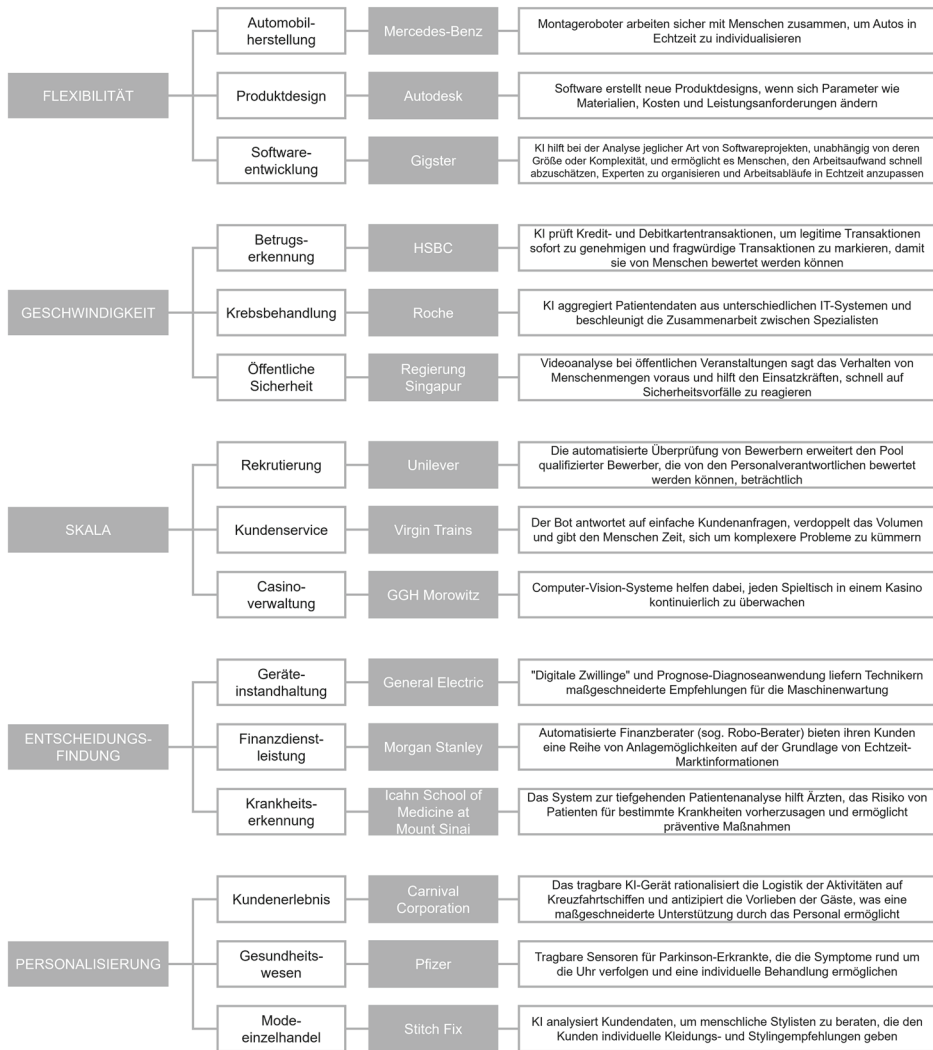 FLEXIBILITÄT
Automobil-
herstellung
Mercedes-Benz
Montageroboter arbeiten sicher mit Menschen zusammen, um Autos in
Echtzeit zu individualisieren
Produktdesign
Autodesk
Software erstellt neue Produktdesigns, wenn sich Parameter wie
Materialien, Kosten und Leistungsanforderungen ändern
Software-
entwicklung
Gigster
KI hilft bei der Analyse jeglicher Art von Softwareprojekten, unabhängig von deren
Größe oder Komplexität, und ermöglicht es Menschen, den Arbeitsaufwand schnell
abzuschätzen, Experten zu organisieren und Arbeitsabläufe in Echtzeit anzupassen
GESCHWINDIGKEIT
Betrugs-
erkennung
HSBC
KI prüft Kredit- und Debitkartentransaktionen, um legitime Transaktionen
sofort zu genehmigen und fragwürdige Transaktionen zu markieren, damit
sie von Menschen bewertet werden können
Krebsbehandlung
Roche
KI aggregiert Patientendaten aus unterschiedlichen IT-Systemen und
beschleunigt die Zusammenarbeit zwischen Spezialisten
Öffentliche
Sicherheit
Regierung
Singapur
Videoanalyse bei öffentlichen Veranstaltungen sagt das Verhalten von
Menschenmengen voraus und hilft den Einsatzkräften, schnell auf
Sicherheitsvorfälle zu reagieren
SKALA
Rekrutierung
Unilever
Die automatisierte Überprüfung von Bewerbern erweitert den Pool
qualifizierter Bewerber, die von den Personalverantwortlichen bewertet
werden können, beträchtlich
Kundenservice
Virgin Trains
Der Bot antwortet auf einfache Kundenanfragen, verdoppelt das Volumen
und gibt den Menschen Zeit, sich um komplexere Probleme zu kümmern
Casino-
verwaltung
GGH Morowitz
Computer-Vision-Systeme helfen dabei, jeden Spieltisch in einem Kasino
kontinuierlich zu überwachen
ENTSCHEIDUNGS-
FINDUNG
Geräte-
instandhaltung
General Electric
"Digitale Zwillinge" und Prognose-Diagnoseanwendung liefern Technikern
maßgeschneiderte Empfehlungen für die Maschinenwartung
Finanzdienst-
leistung
Morgan Stanley
Automatisierte Finanzberater (sog. Robo-Berater) bieten ihren Kunden
eine Reihe von Anlagemöglichkeiten auf der Grundlage von Echtzeit-
Marktinformationen
Krankheits-
erkennung
Icahn School of
Medicine at
Mount Sinai
Das System zur tiefgehenden Patientenanalyse hilft Ärzten, das Risiko von
Patienten für bestimmte Krankheiten vorherzusagen und ermöglicht
präventive Maßnahmen
PERSONALISIERUNG
Kundenerlebnis
Carnival
Corporation
Das tragbare KI-Gerät rationalisiert die Logistik der Aktivitäten auf
Kreuzfahrtschiffen und antizipiert die Vorlieben der Gäste, was eine
maßgeschneiderte Unterstützung durch das Personal ermöglicht
Gesundheits-
wesen
Pfizer
Tragbare Sensoren für Parkinson-Erkrankte, die die Symptome rund um
die Uhr verfolgen und eine individuelle Behandlung ermöglichen
Mode-
einzelhandel
Stitch Fix
KI analysiert Kundendaten, um menschliche Stylisten zu beraten, die den
Kunden individuelle Kleidungs- und Stylingempfehlungen geben